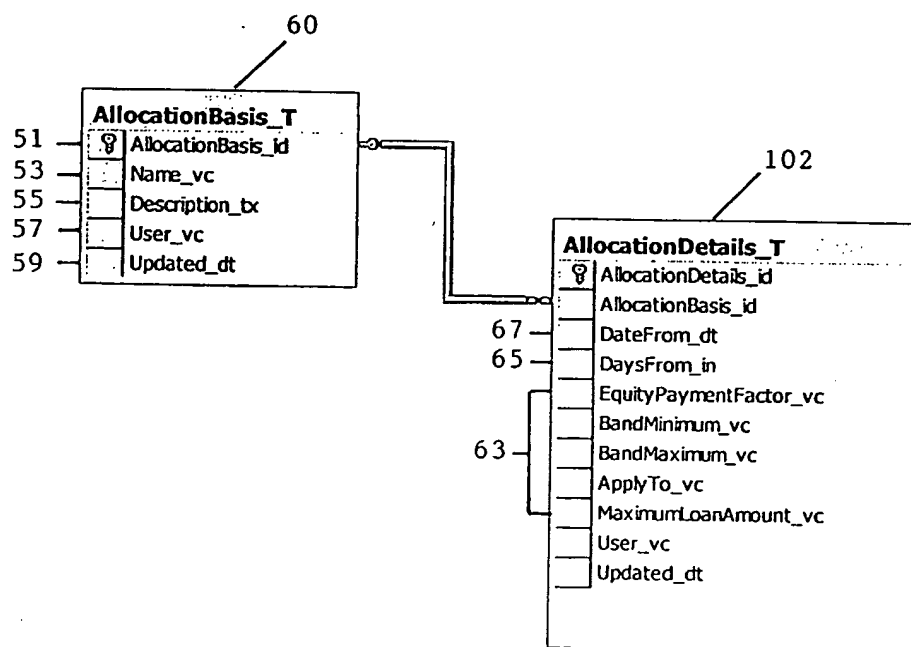 60
AllocationBasis_T
51
AllocationBasis_id
53
Name_vc
55
Description_tx
57
User_vc
59
Updated_dt
102
AllocationDetails_T
AllocationDetails_id
AllocationBasis_id
67
DateFrom_dt
65
DaysFrom_in
EquityPaymentFactor_vc
BandMinimum_vc
63
BandMaximum_vc
ApplyTo_vc
MaximumLoanAmount_vc
User_vc
Updated_dt